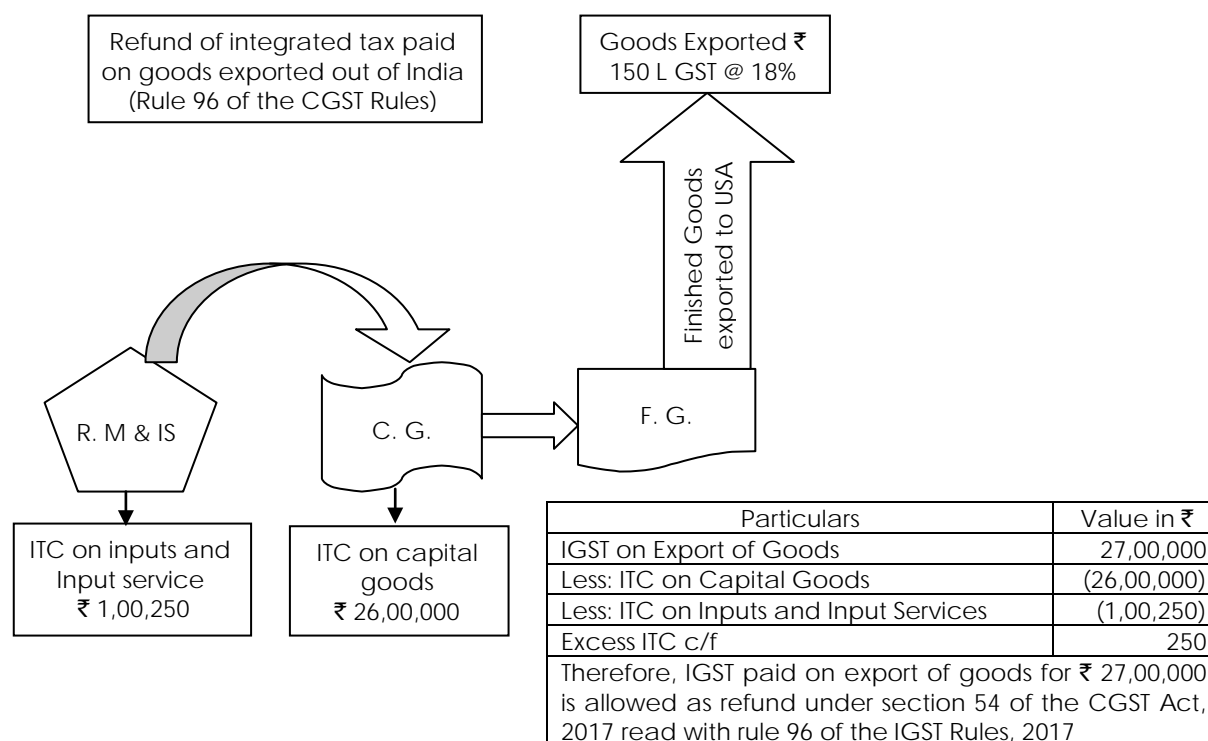 Refund of integrated tax paid
on goods exported out of India
(Rule 96 of the CGST Rules)
Goods Exported ₹
150 L GST @ 18%
Finished Goods
exported to USA
R. M & IS
C. G.
F. G.
ITC on inputs and
Input service
₹ 1,00,250
ITC on capital
goods
₹ 26,00,000
Particulars Value in ₹
IGST on Export of Goods 27,00,000
Less: ITC on Capital Goods (26,00,000)
Less: ITC on Inputs and Input Services (1,00,250)
Excess ITC c/f 250
Therefore, IGST paid on export of goods for ₹ 27,00,000
is allowed as refund under section 54 of the CGST Act,
2017 read with rule 96 of the IGST Rules, 2017